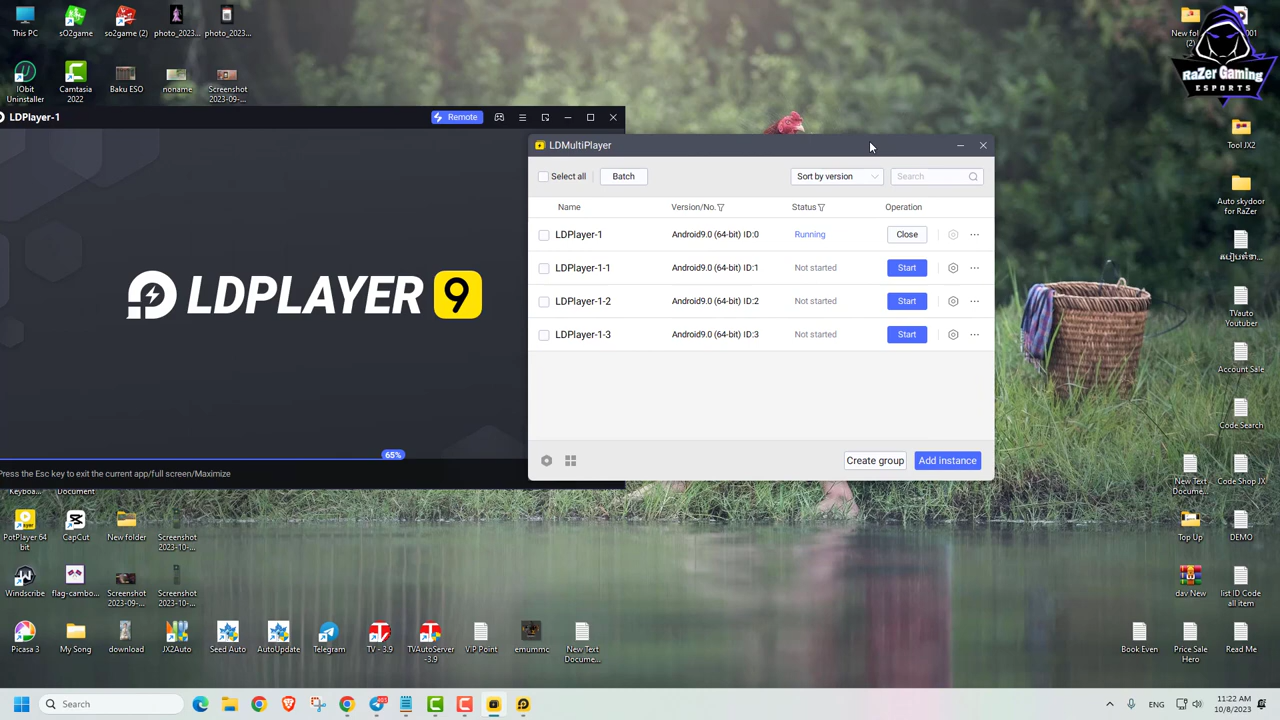 This PC
so2game
so2game (2)
photo_2023...
photo_2023...
New fol
(2)
001
RaZer Gaming
ESPORTS
IObit
Uninstaller
Camtasia
2022
Baku ESO
noname
Screenshot
2023-09-...
LDPlayer-1
Remote
LDPLAYER 9
65%
Press the Esc key to exit the current app/full screen/Maximize
LDMultiPlayer
Select all
Batch
Sort by version
Search
Name
Version/No.
Status
Operation
LDPlayer-1
Android9.0 (64-bit) ID:0
Running
Close
LDPlayer-1-1
Android9.0 (64-bit) ID:1
Not started
Start
LDPlayer-1-2
Android9.0 (64-bit) ID:2
Not started
Start
LDPlayer-1-3
Android9.0 (64-bit) ID:3
Not started
Start
Create group
Add instance
Tool JX2
Auto skydoor
for RaZer
TVauto
Youtuber
Account Sale
Code Search
New Text
Docume...
Code Shop JX
Top Up
DEMO
dav New
list ID Code
all item
Book Even
Price Sale
Hero
Read Me
Keyboa...
Document
PotPlayer 64
bit
CapCut
New folder
Screenshot
2023-10-...
Windscribe
flag-cambo...
Screenshot
2023-09-...
Screenshot
2023-10-...
Picasa 3
My Song
download
JX2Auto
Seed Auto
AutoUpdate
Telegram
TV - 3.9
TVAutoServer
-3.9
V.I.P Point
emummc
New Text
Docume...
Search
ENG
11:22 AM
10/8/2023